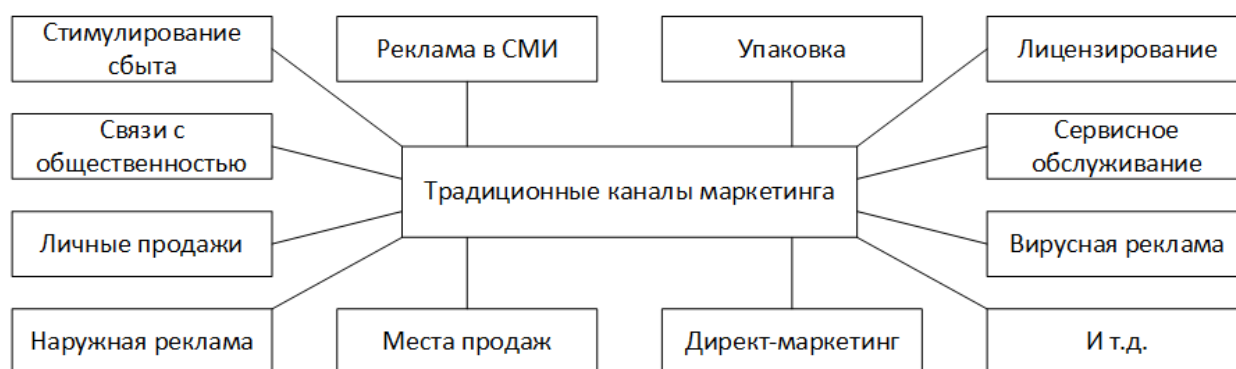 Стимулирование
сбыта
Реклама в СМИ
Упаковка
Лицензирование
Связи с
общественностью
Сервисное
обслуживание
Традиционные каналы маркетинга
Личные продажи
Вирусная реклама
Наружная реклама
Места продаж
Директ-маркетинг
И т.д.